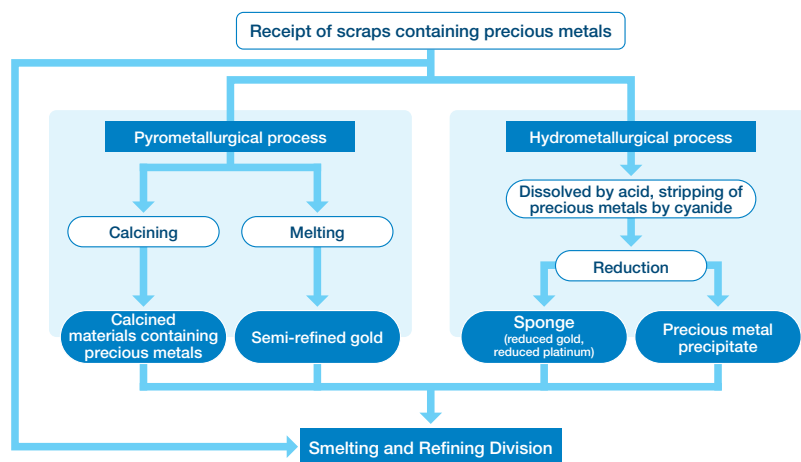 Receipt of scraps containing precious metals
Pyrometallurgical process
Hydrometallurgical process
Dissolved by acid, stripping of
precious metals by cyanide
Calcining
Melting
Reduction
Calcined
materials containing
precious metals
Semi-refined gold
Sponge
(reduced gold,
reduced platinum)
Precious metal
precipitate
Smelting and Refining Division